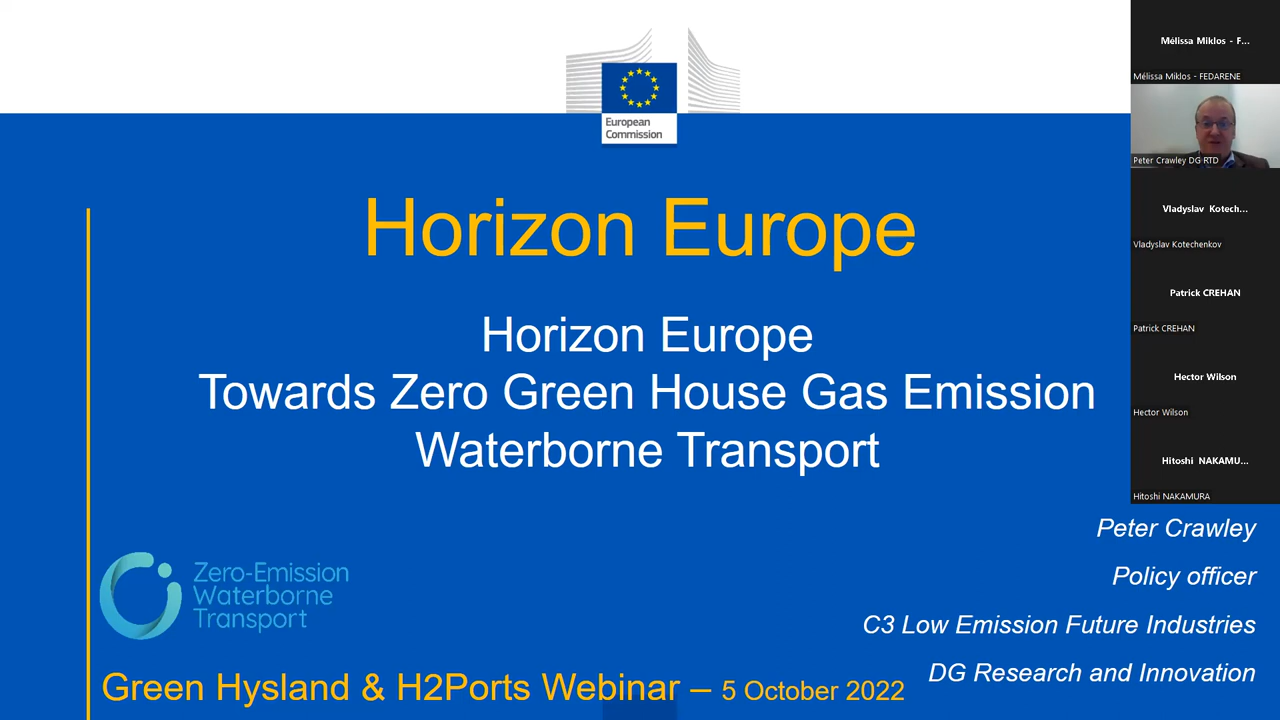 European
Commission
Horizon Europe
Horizon Europe
Towards Zero Green House Gas Emission
Waterborne Transport
Zero-Emission
Waterborne
Transport
Green Hysland & H2Ports Webinar – 5 October 2022
Peter Crawley
Policy officer
C3 Low Emission Future Industries
DG Research and Innovation
Mélissa Miklos - F...
Mélissa Miklos - FEDARENE
Peter Crawley DG RTD
Vladyslav Kotech...
Vladyslav Kotechenkov
Patrick CREHAN
Patrick CREHAN
Hector Wilson
Hector Wilson
Hitoshi NAKAMU...
Hitoshi NAKAMURA